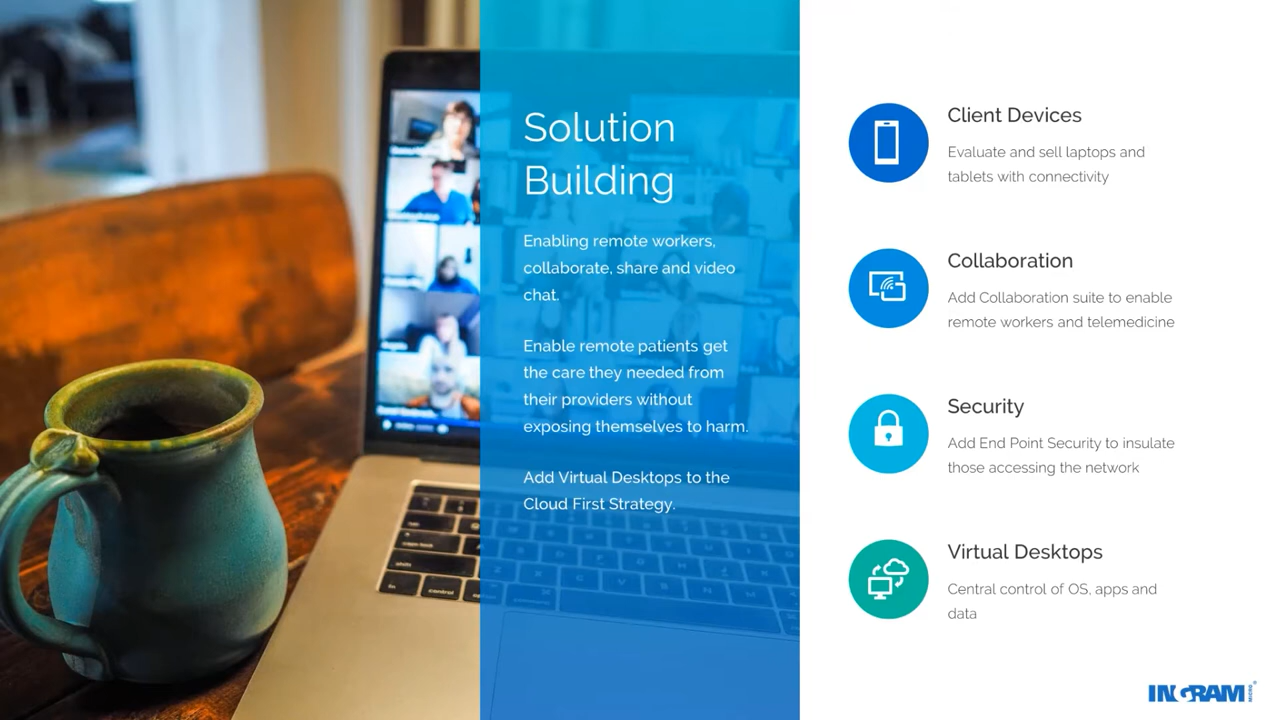 Solution
Building
Enabling remote workers,
collaborate, share and video
chat.
Enable remote patients get
the care they needed from
their providers without
exposing themselves to harm.
Add Virtual Desktops to the
Cloud First Strategy.
Client Devices
Evaluate and sell laptops and
tablets with connectivity
Collaboration
Add Collaboration suite to enable
remote workers and telemedicine
Security
Add End Point Security to insulate
those accessing the network
Virtual Desktops
Central control of OS, apps and
data
INGRAM MICRO